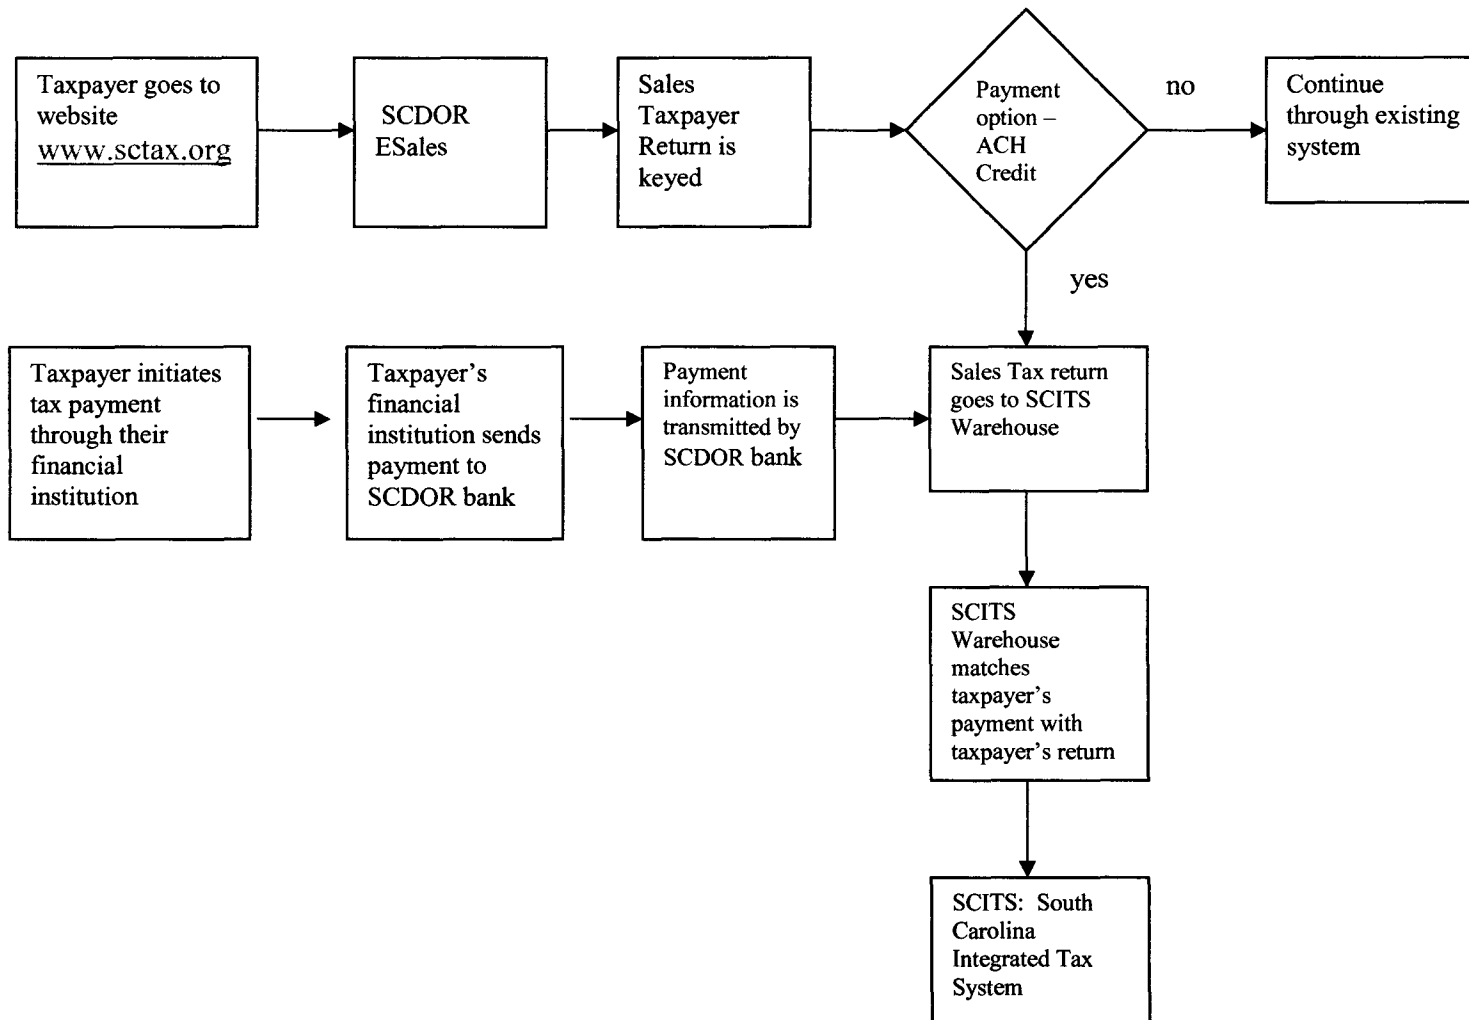 Taxpayer goes to
website
www.sctax.org
SCDOR
ESales
Sales
Taxpayer
Return is
keyed
Payment
option –
ACH
Credit
no
Continue
through existing
system
yes
Taxpayer initiates
tax payment
through their
financial
institution
Taxpayer's
financial
institution sends
payment to
SCDOR bank
Payment
information is
transmitted by
SCDOR bank
Sales Tax return
goes to SCITS
Warehouse
SCITS
Warehouse
matches
taxpayer's
payment with
taxpayer's return
SCITS: South
Carolina
Integrated Tax
System